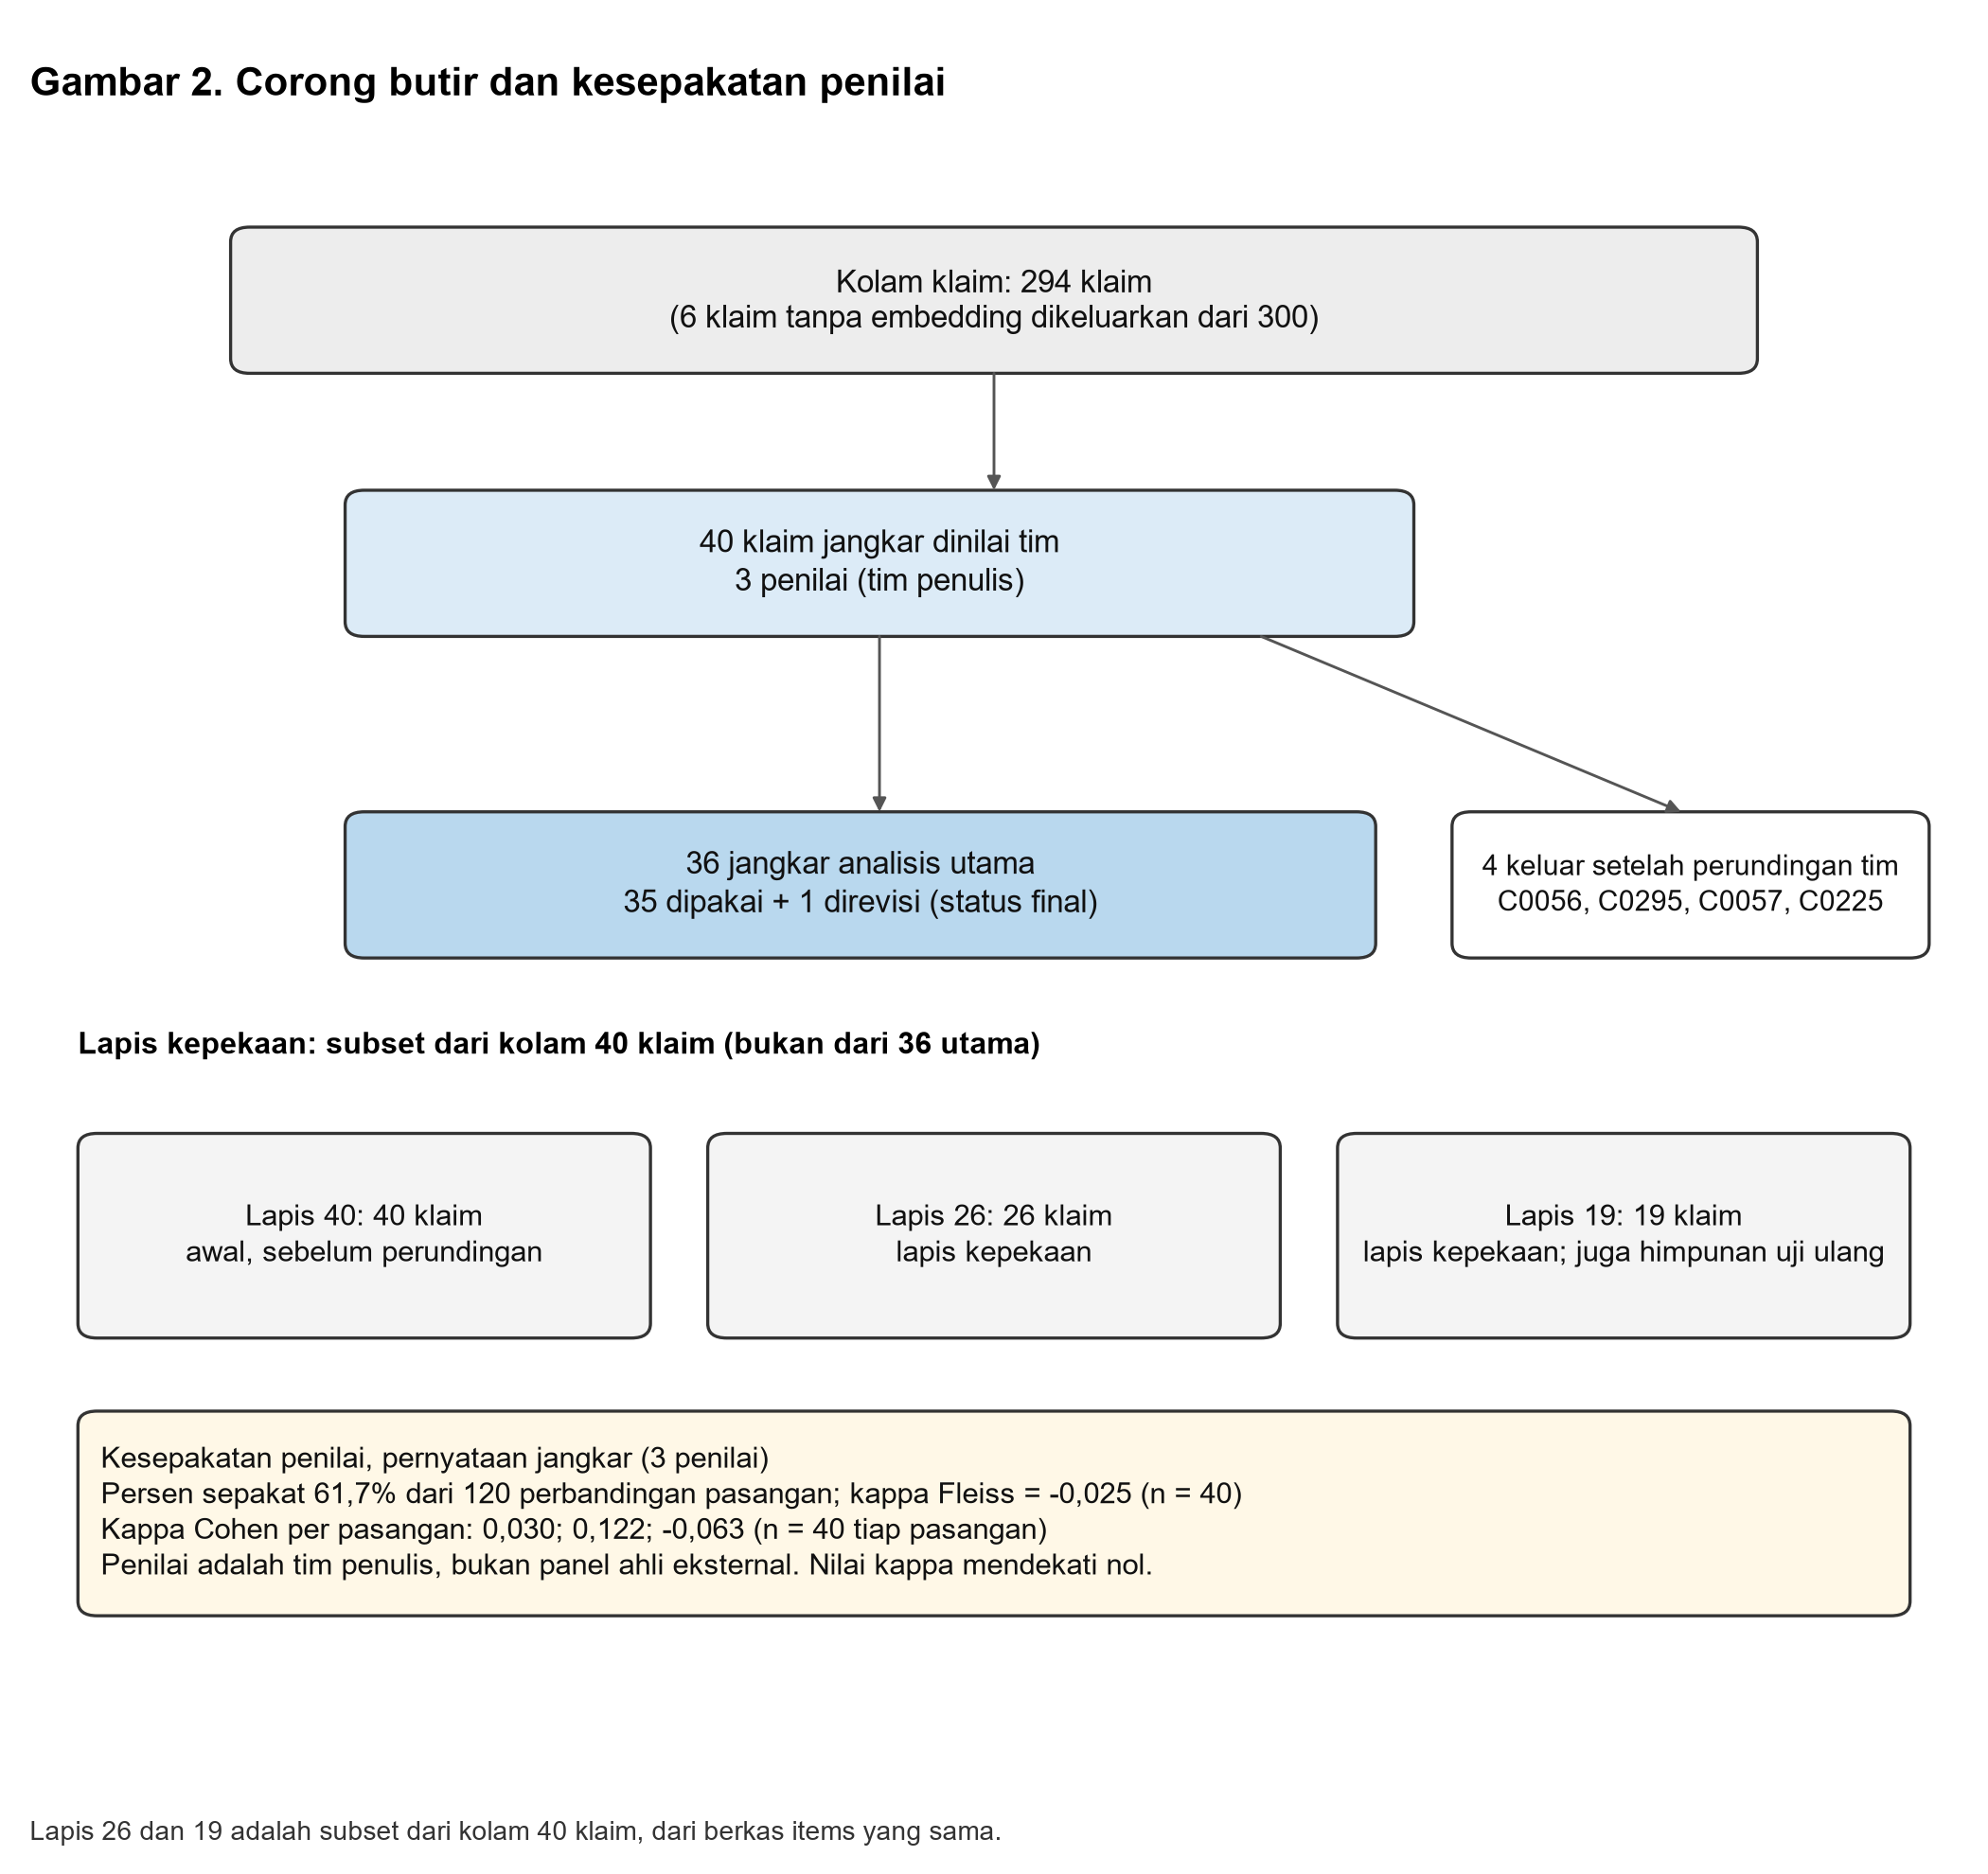 Gambar 2. Corong butir dan kesepakatan penilai
Kolam klaim: 294 klaim
(6 klaim tanpa embedding dikeluarkan dari 300)
40 klaim jangkar dinilai tim
3 penilai (tim penulis)
36 jangkar analisis utama
35 dipakai + 1 direvisi (status final)
4 keluar setelah perundingan tim
C0056, C0295, C0057, C0225
Lapis kepekaan: subset dari kolam 40 klaim (bukan dari 36 utama)
Lapis 40: 40 klaim
awal, sebelum perundingan
Lapis 26: 26 klaim
lapis kepekaan
Lapis 19: 19 klaim
lapis kepekaan; juga himpunan uji ulang
Kesepakatan penilai, pernyataan jangkar (3 penilai)
Persen sepakat 61,7% dari 120 perbandingan pasangan; kappa Fleiss = -0,025 (n = 40)
Kappa Cohen per pasangan: 0,030; 0,122; -0,063 (n = 40 tiap pasangan)
Penilai adalah tim penulis, bukan panel ahli eksternal. Nilai kappa mendekati nol.
Lapis 26 dan 19 adalah subset dari kolam 40 klaim, dari berkas items yang sama.